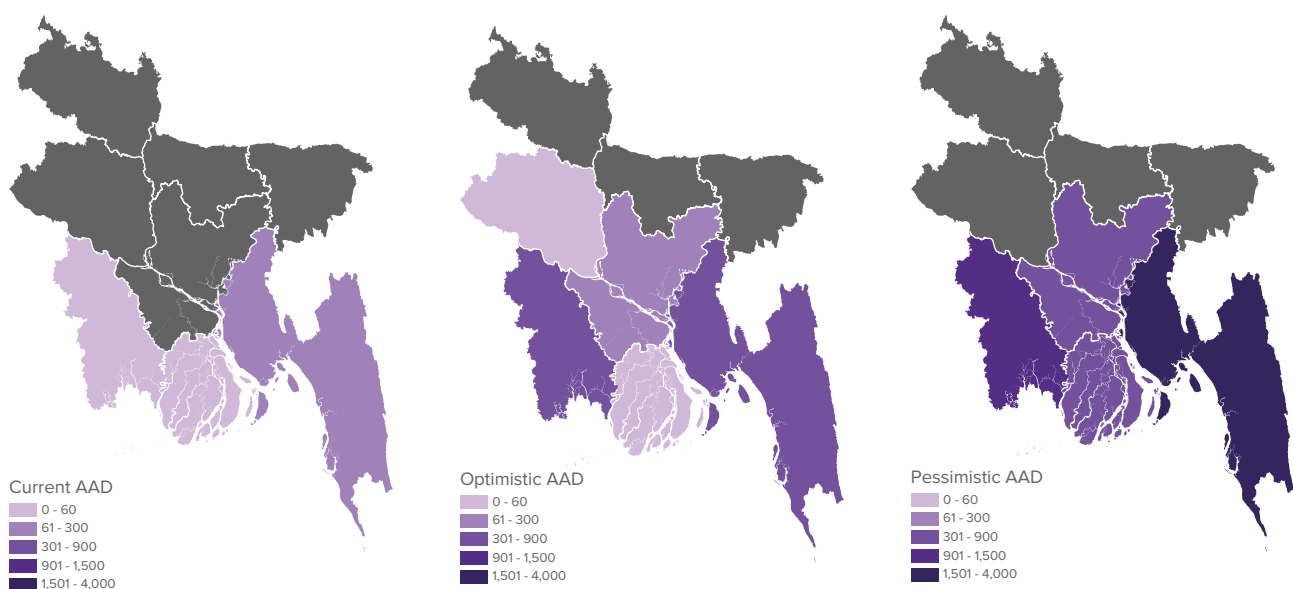 Current AAD
0 - 60
61 - 300
301 - 900
901 - 1,500
1,501 - 4,000
Optimistic AAD
0 - 60
61 - 300
301 - 900
901 - 1,500
1,501 - 4,000
Pessimistic AAD
0 - 60
61 - 300
301 - 900
901 - 1,500
1,501 - 4,000